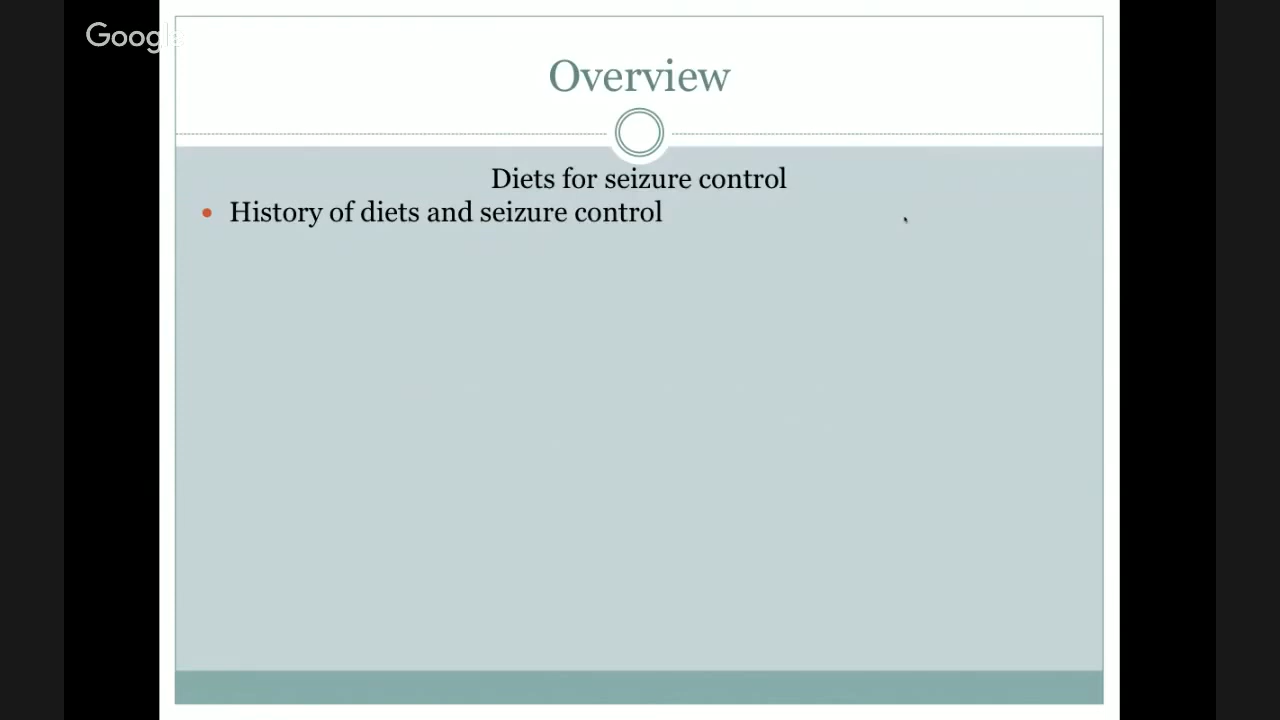 Google
Overview
Diets for seizure control
• History of diets and seizure control